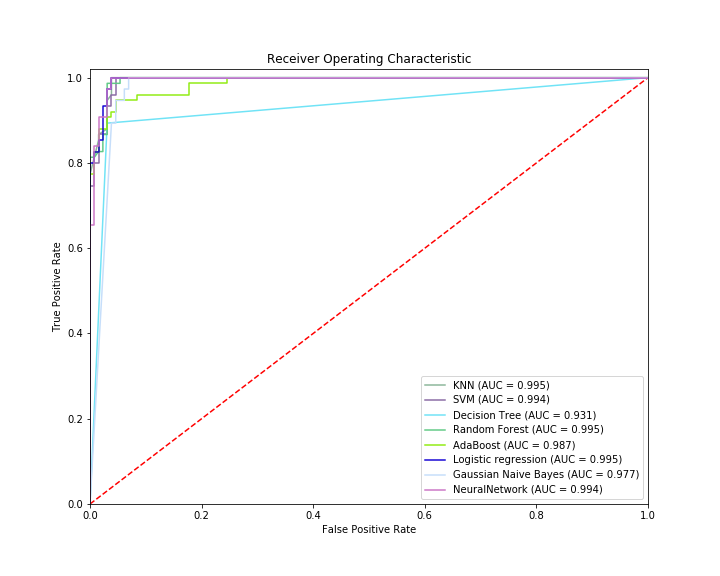 Receiver Operating Characteristic
1.0
0.8
0.6
0.4
0.2
0.0
True Positive Rate
KNN (AUC = 0.995)
SVM (AUC = 0.994)
Decision Tree (AUC = 0.931)
Random Forest (AUC = 0.995)
AdaBoost (AUC = 0.987)
Logistic regression (AUC = 0.995)
Gaussian Naive Bayes (AUC = 0.977)
NeuralNetwork (AUC = 0.994)
0.0 0.2 0.4 0.6 0.8 1.0
False Positive Rate